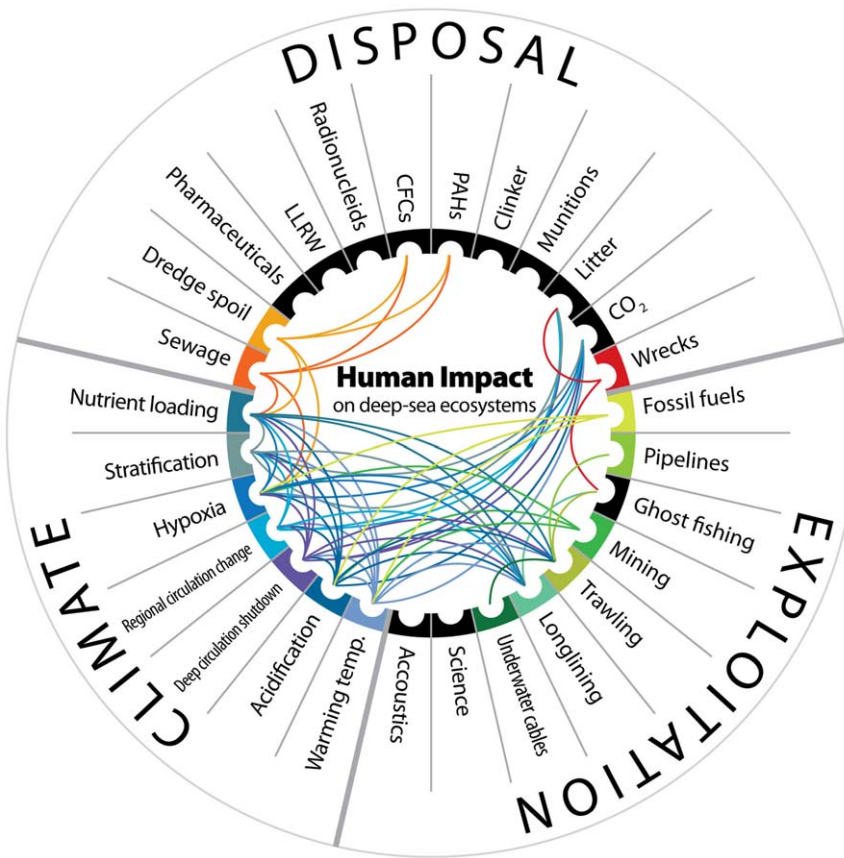 DISPOSAL
Sewage
Dredge spoil
Pharmaceuticals
LLRW
Radionucleids
CFCs
PAHs
Clinker
Munitions
Litter
CO₂
Wrecks
Human Impact
on deep-sea ecosystems
Fossil fuels
Pipelines
Ghost fishing
Mining
Trawling
Longlining
Underwater cables
Science
Accoustics
EXPLOITATION
Nutrient loading
Stratification
Hypoxia
Regional circulation change
Deep circulation shutdown
Acidification
Warming temp.
CLIMATE